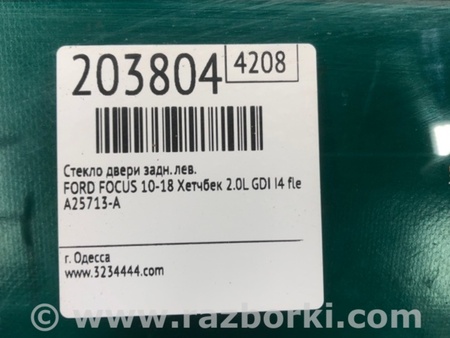 203804
4208
Стекло двери задн. лев.
FORD FOCUS 10-18 Хетчбек 2.0L GDI I4 fle
A25713-A
г. Одесса
www.3234444.com
© www.razborki.com